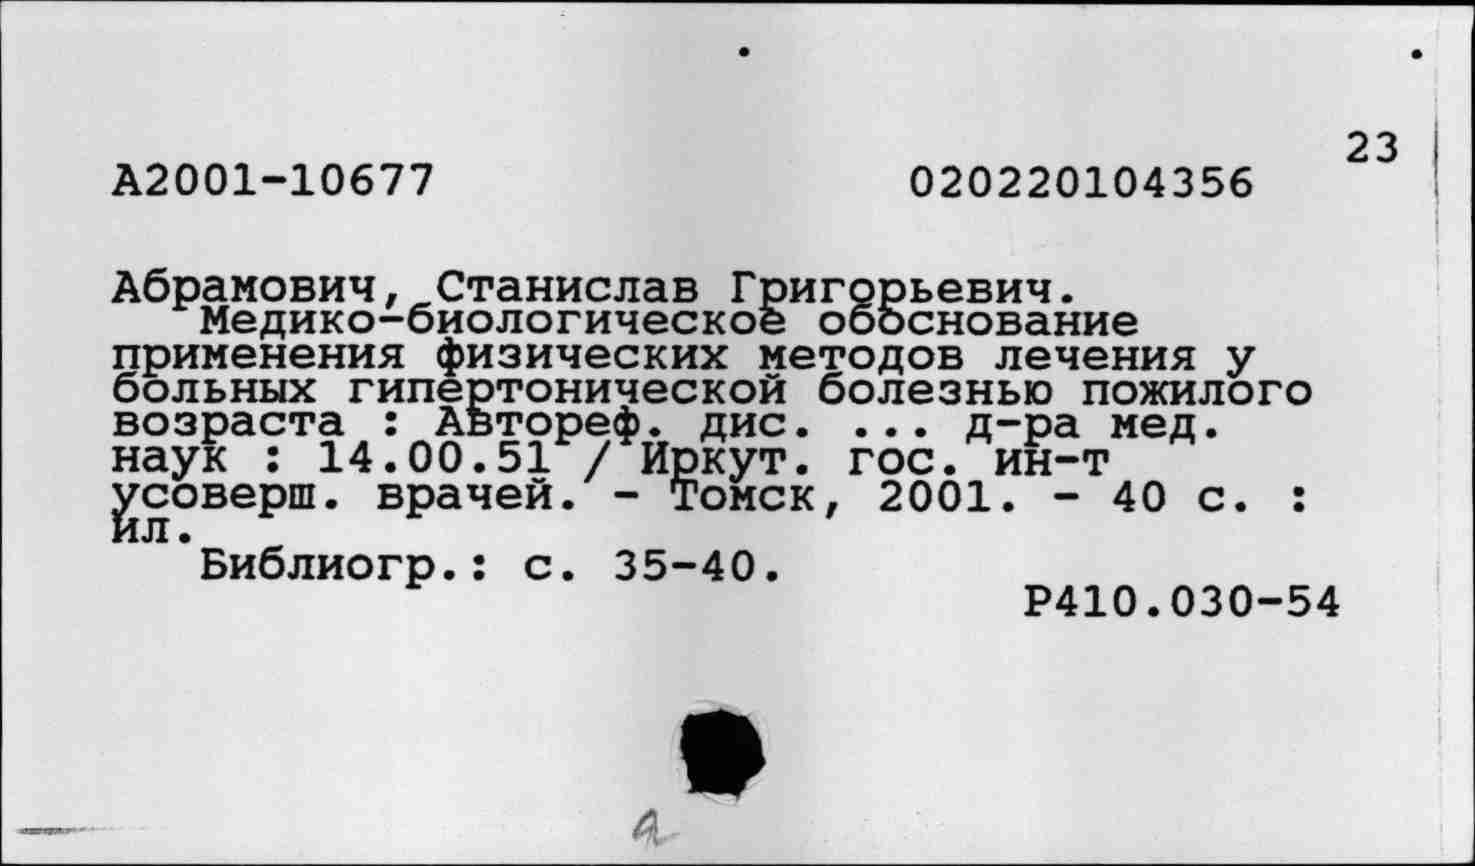 23
А2001-10677 020220104356
Абрамович, Станислав Григорьевич.
Медико-биологическое обоснование
применения физических методов лечения у
больных гипертонической болезнью пожилого
возраста : Автореф. дис. ... д-ра мед.
наук : 14.00.51 / Иркут. гос. ин-т
усоверш. врачей. - Томск, 2001. - 40 с. :
ил.
Библиогр.: с. 35-40.
Р410.030-54